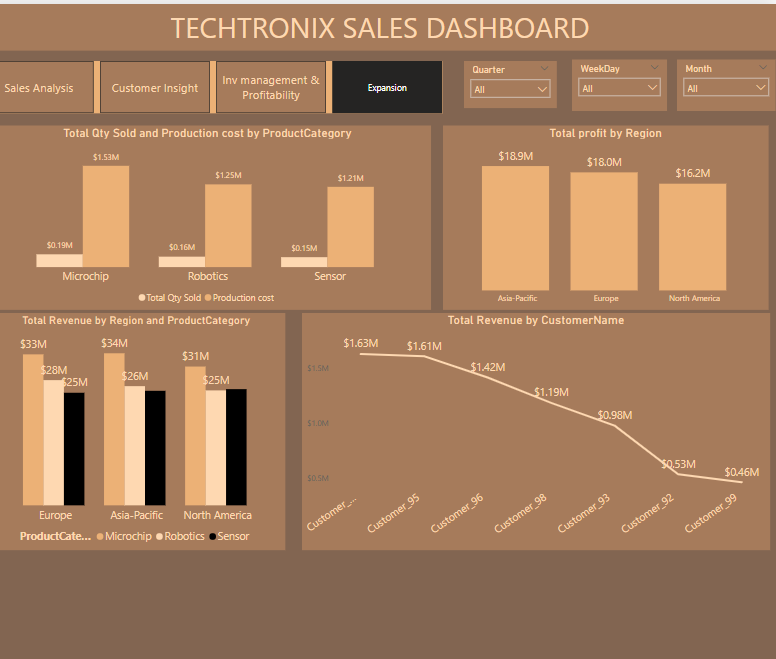 TECHTRONIX SALES DASHBOARD
Sales Analysis
Customer Insight
Inv management &
Profitability
Expansion
Quarter
All
WeekDay
All
Month
All
Total Qty Sold and Production cost by ProductCategory
$1.53M
$1.25M
$1.21M
$0.19M
$0.16M
$0.15M
Microchip
Robotics
Sensor
Total Qty Sold Production cost
Total profit by Region
$18.9M
$18.0M
$16.2M
Asia-Pacific
Europe
North America
Total Revenue by Region and ProductCategory
$33M
$28M
$25M
$34M
$26M
$31M
$25M
Europe
Asia-Pacific
North America
ProductCate... Microchip Robotics Sensor
Total Revenue by CustomerName
$1.63M
$1.61M
$1.42M
$1.19M
$0.98M
$0.53M
$0.46M
$1.5M
$1.0M
$0.5M
Customer_...
Customer_95
Customer_96
Customer_98
Customer_93
Customer_92
Customer_99